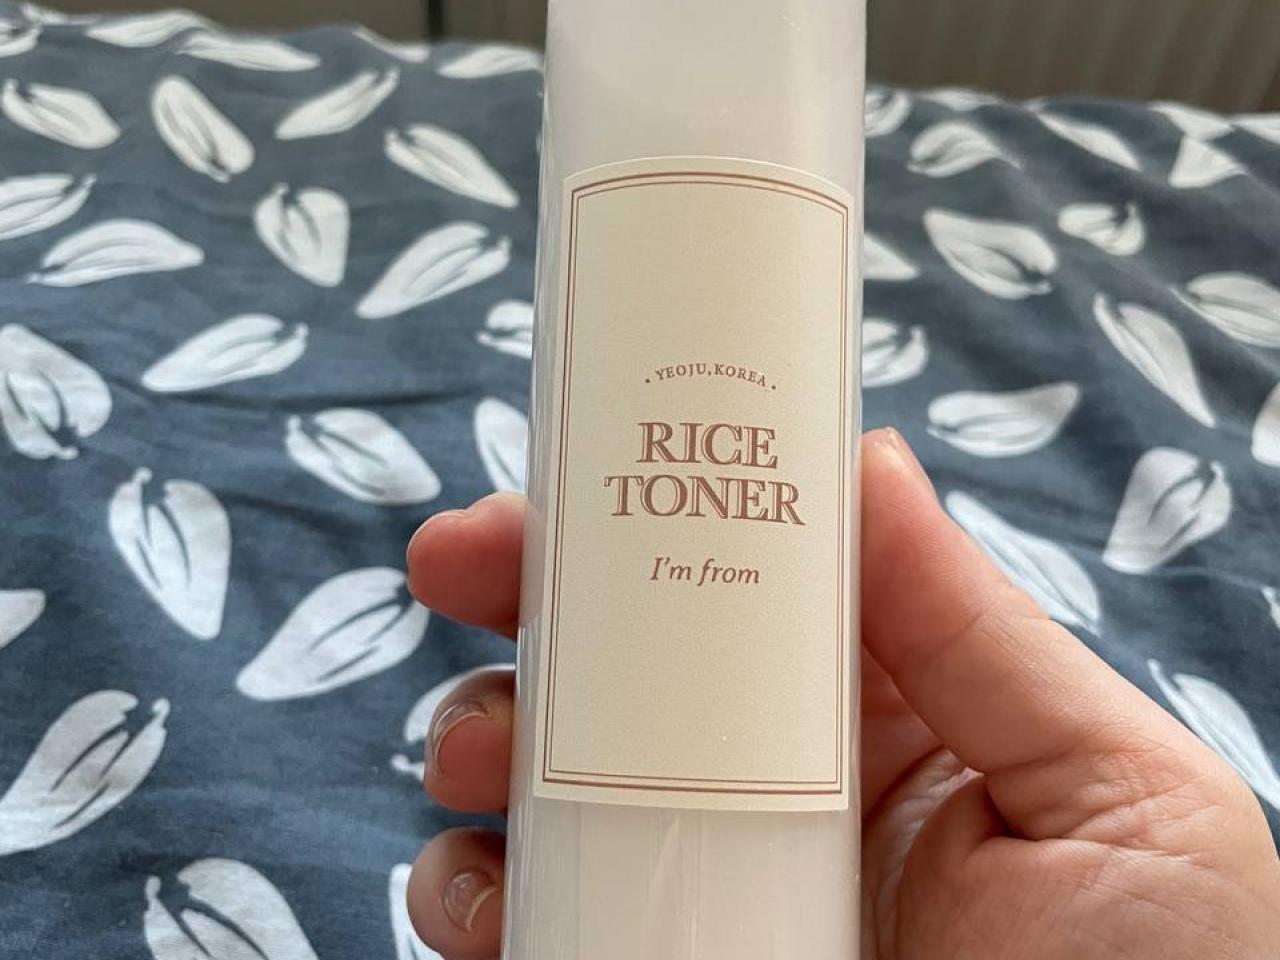 · YEOJU,KOREA ·
RICE
TONER
I'm from